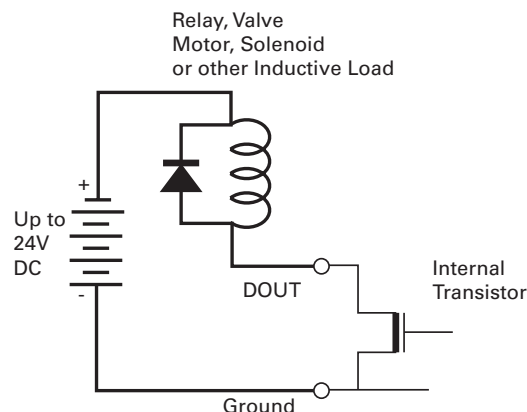 Relay, Valve
Motor, Solenoid
or other Inductive Load
+
Up to
24V
DC
-
DOUT
Internal
Transistor
Ground